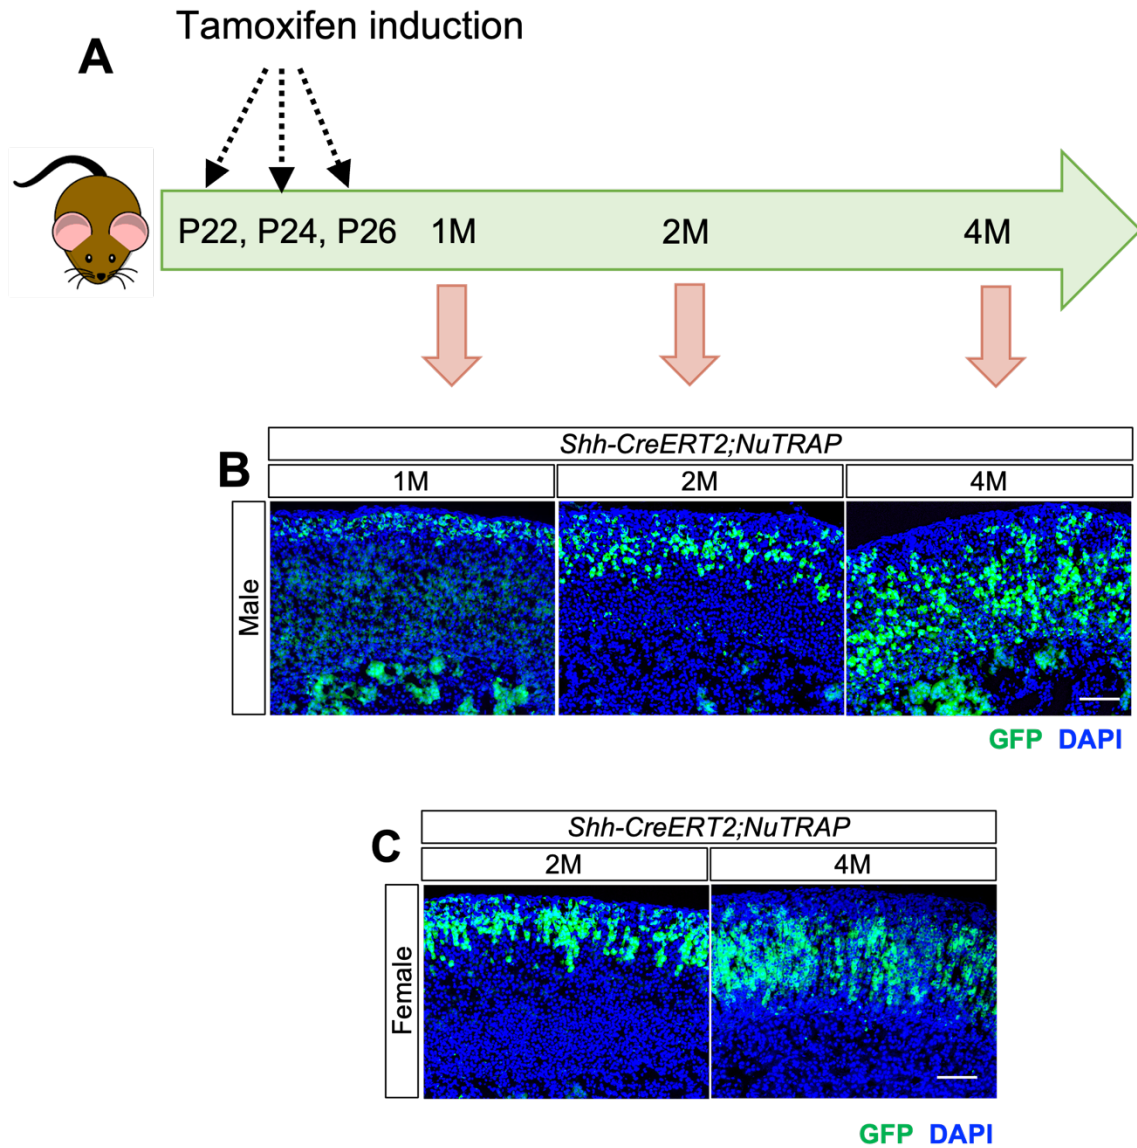 Tamoxifen induction
A
P22, P24, P26 1M 2M 4M
Shh-CreERT2;NuTRAP
B
1M 2M 4M
Male
GFP DAPI
Shh-CreERT2;NuTRAP
C
2M 4M
Female
GFP DAPI